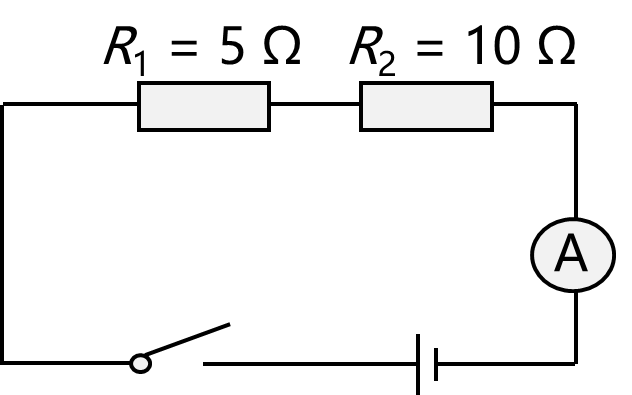 R₁ = 5 Ω R₂ = 10 Ω
A